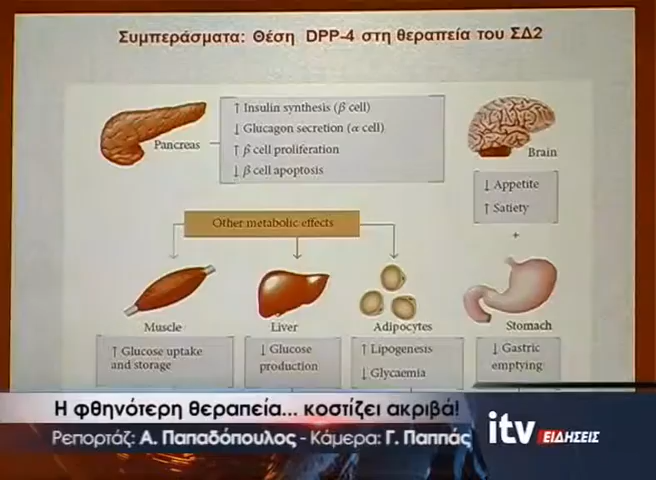 Συμπεράσματα: Θέση DPP-4 στη θεραπεία του ΣΔ2
Pancreas
↑ Insulin synthesis (β cell)
↓ Glucagon secretion (α cell)
↑ β cell proliferation
↓ β cell apoptosis
Brain
↓ Appetite
↑ Satiety
+
Other metabolic effects
Muscle
Liver
Adipocytes
Stomach
↑ Glucose uptake
and storage
↓ Glucose
production
↑ Lipogenesis
↓ Glycaemia
↓ Gastric
emptying
Η φθηνότερη θεραπεία... κοστίζει ακριβά!
Ρεπορτάζ: Α. Παπαδόπουλος - Κάμερα: Γ. Παππάς
itv ΕΙΔΗΣΕΙΣ